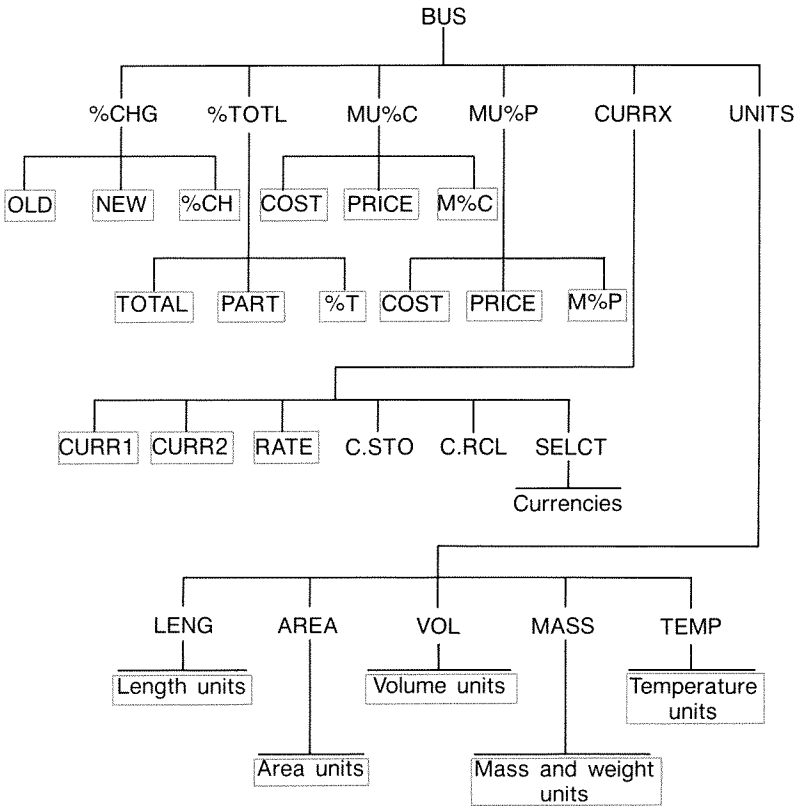 BUS
%CHG %TOTL MU%C MU%P CURRX UNITS
OLD NEW %CH COST PRICE M%C
TOTAL PART %T COST PRICE M%P
CURR1 CURR2 RATE C.STO C.RCL SELCT
Currencies
LENG AREA VOL MASS TEMP
Length units Volume units Temperature
units
Area units Mass and weight
units